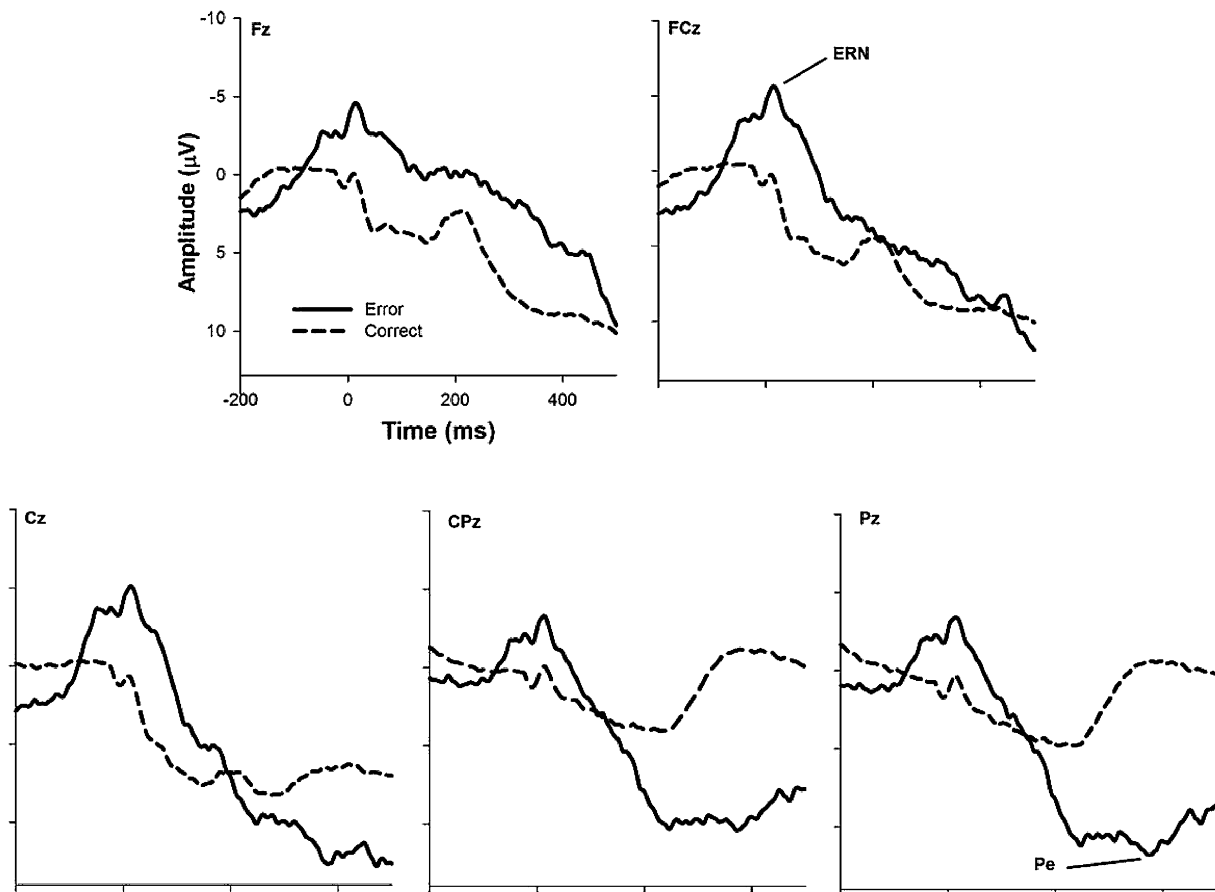 Fz
FCz
ERN
-10
-5
0
5
10
Amplitude (μV)
Error
Correct
-200
0
200
400
Time (ms)
Cz
CPz
Pz
Pe